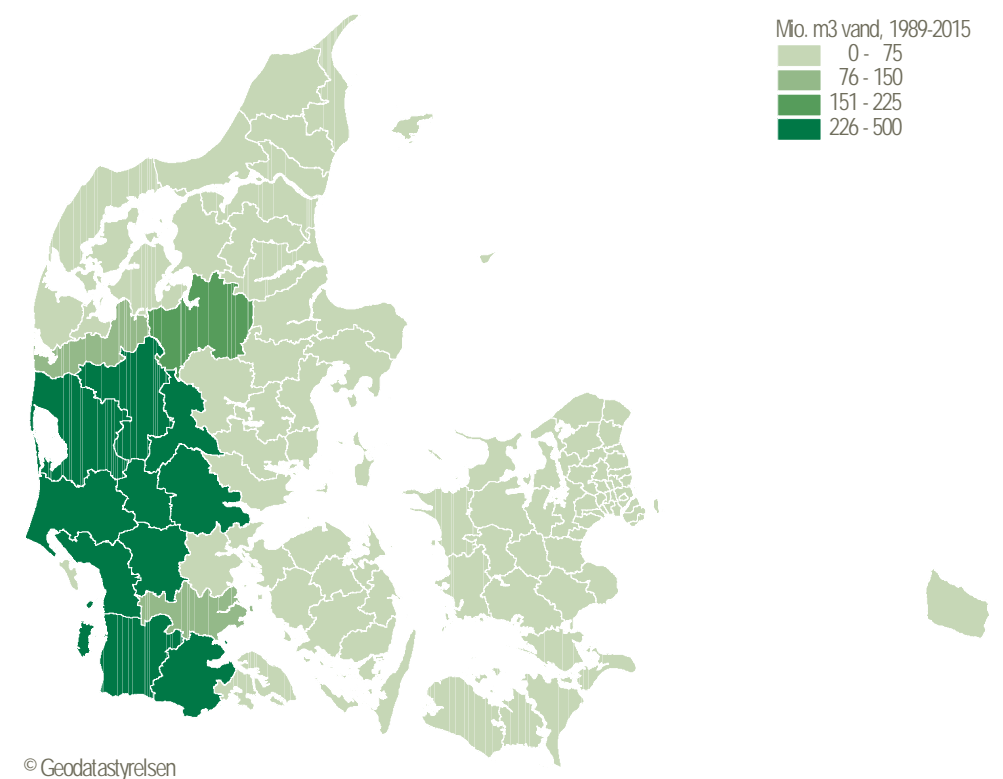 Mio. m3 vand, 1989-2015
0 - 75
76 - 150
151 - 225
226 - 500
© Geodatastyrelsen